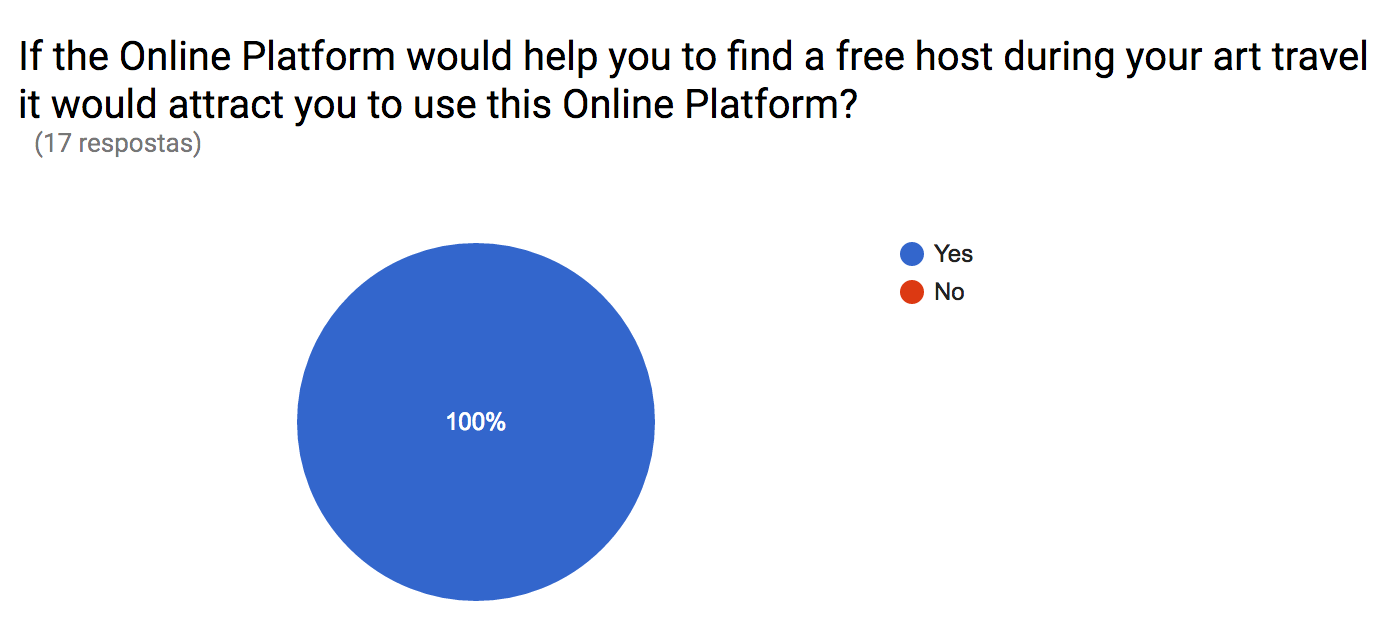 If the Online Platform would help you to find a free host during your art travel
it would attract you to use this Online Platform?
(17 respostas)
Yes
No
100%